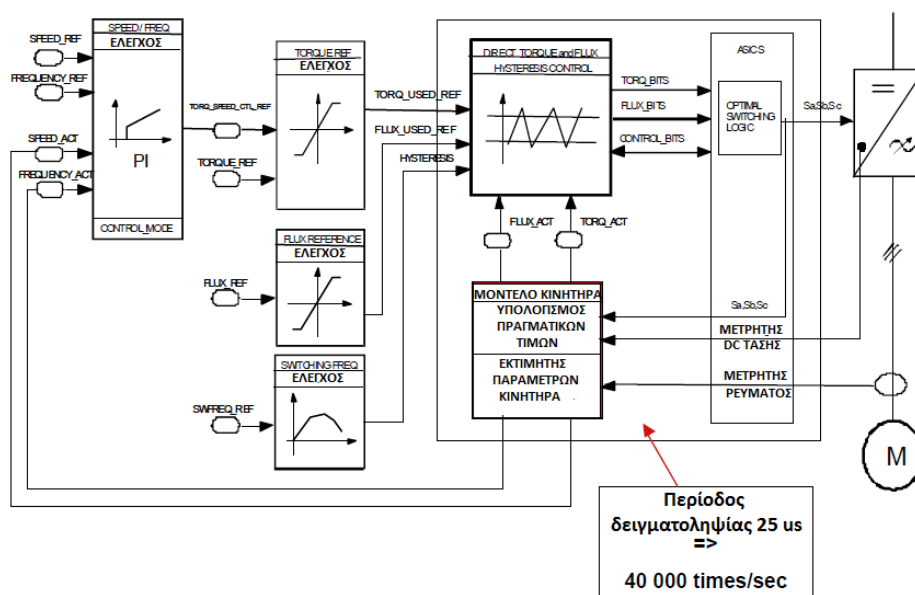 SPEED / FREQ
ΕΛΕΓΧΟΣ
SPEED_REF
FREQUENCY_REF
SPEED_ACT
FREQUENCY_ACT
PI
CONTROL_MODE
TORQ_SPEED_CTL_REF
TORQUE_REF
TORQUE REF
ΕΛΕΓΧΟΣ
FLUX REFERENCE
ΕΛΕΓΧΟΣ
FLUX_REF
SWITCHING FREQ
ΕΛΕΓΧΟΣ
SWFREQ_REF
TORQ_USED_REF
FLUX_USED_REF
HYSTERESIS
DIRECT TORQUE and FLUX
HYSTERESIS CONTROL
TORQ_BITS
FLUX_BITS
CONTROL_BITS
ASICS
OPTIMAL
SWITCHING
LOGIC
Sa,Sb,Sc
FLUX_ACT
TORQ_ACT
ΜΟΝΤΕΛΟ ΚΙΝΗΤΗΡΑ
ΥΠΟΛΟΓΙΣΜΟΣ
ΠΡΑΓΜΑΤΙΚΩΝ
ΤΙΜΩΝ
ΕΚΤΙΜΗΤΗΣ
ΠΑΡΑΜΕΤΡΩΝ
ΚΙΝΗΤΗΡΑ
Sa,Sb,Sc
ΜΕΤΡΗΤΗΣ
DC ΤΑΣΗΣ
ΜΕΤΡΗΤΗΣ
ΡΕΥΜΑΤΟΣ
M
Περίοδος
δειγματοληψίας 25 us
=>
40 000 times/sec